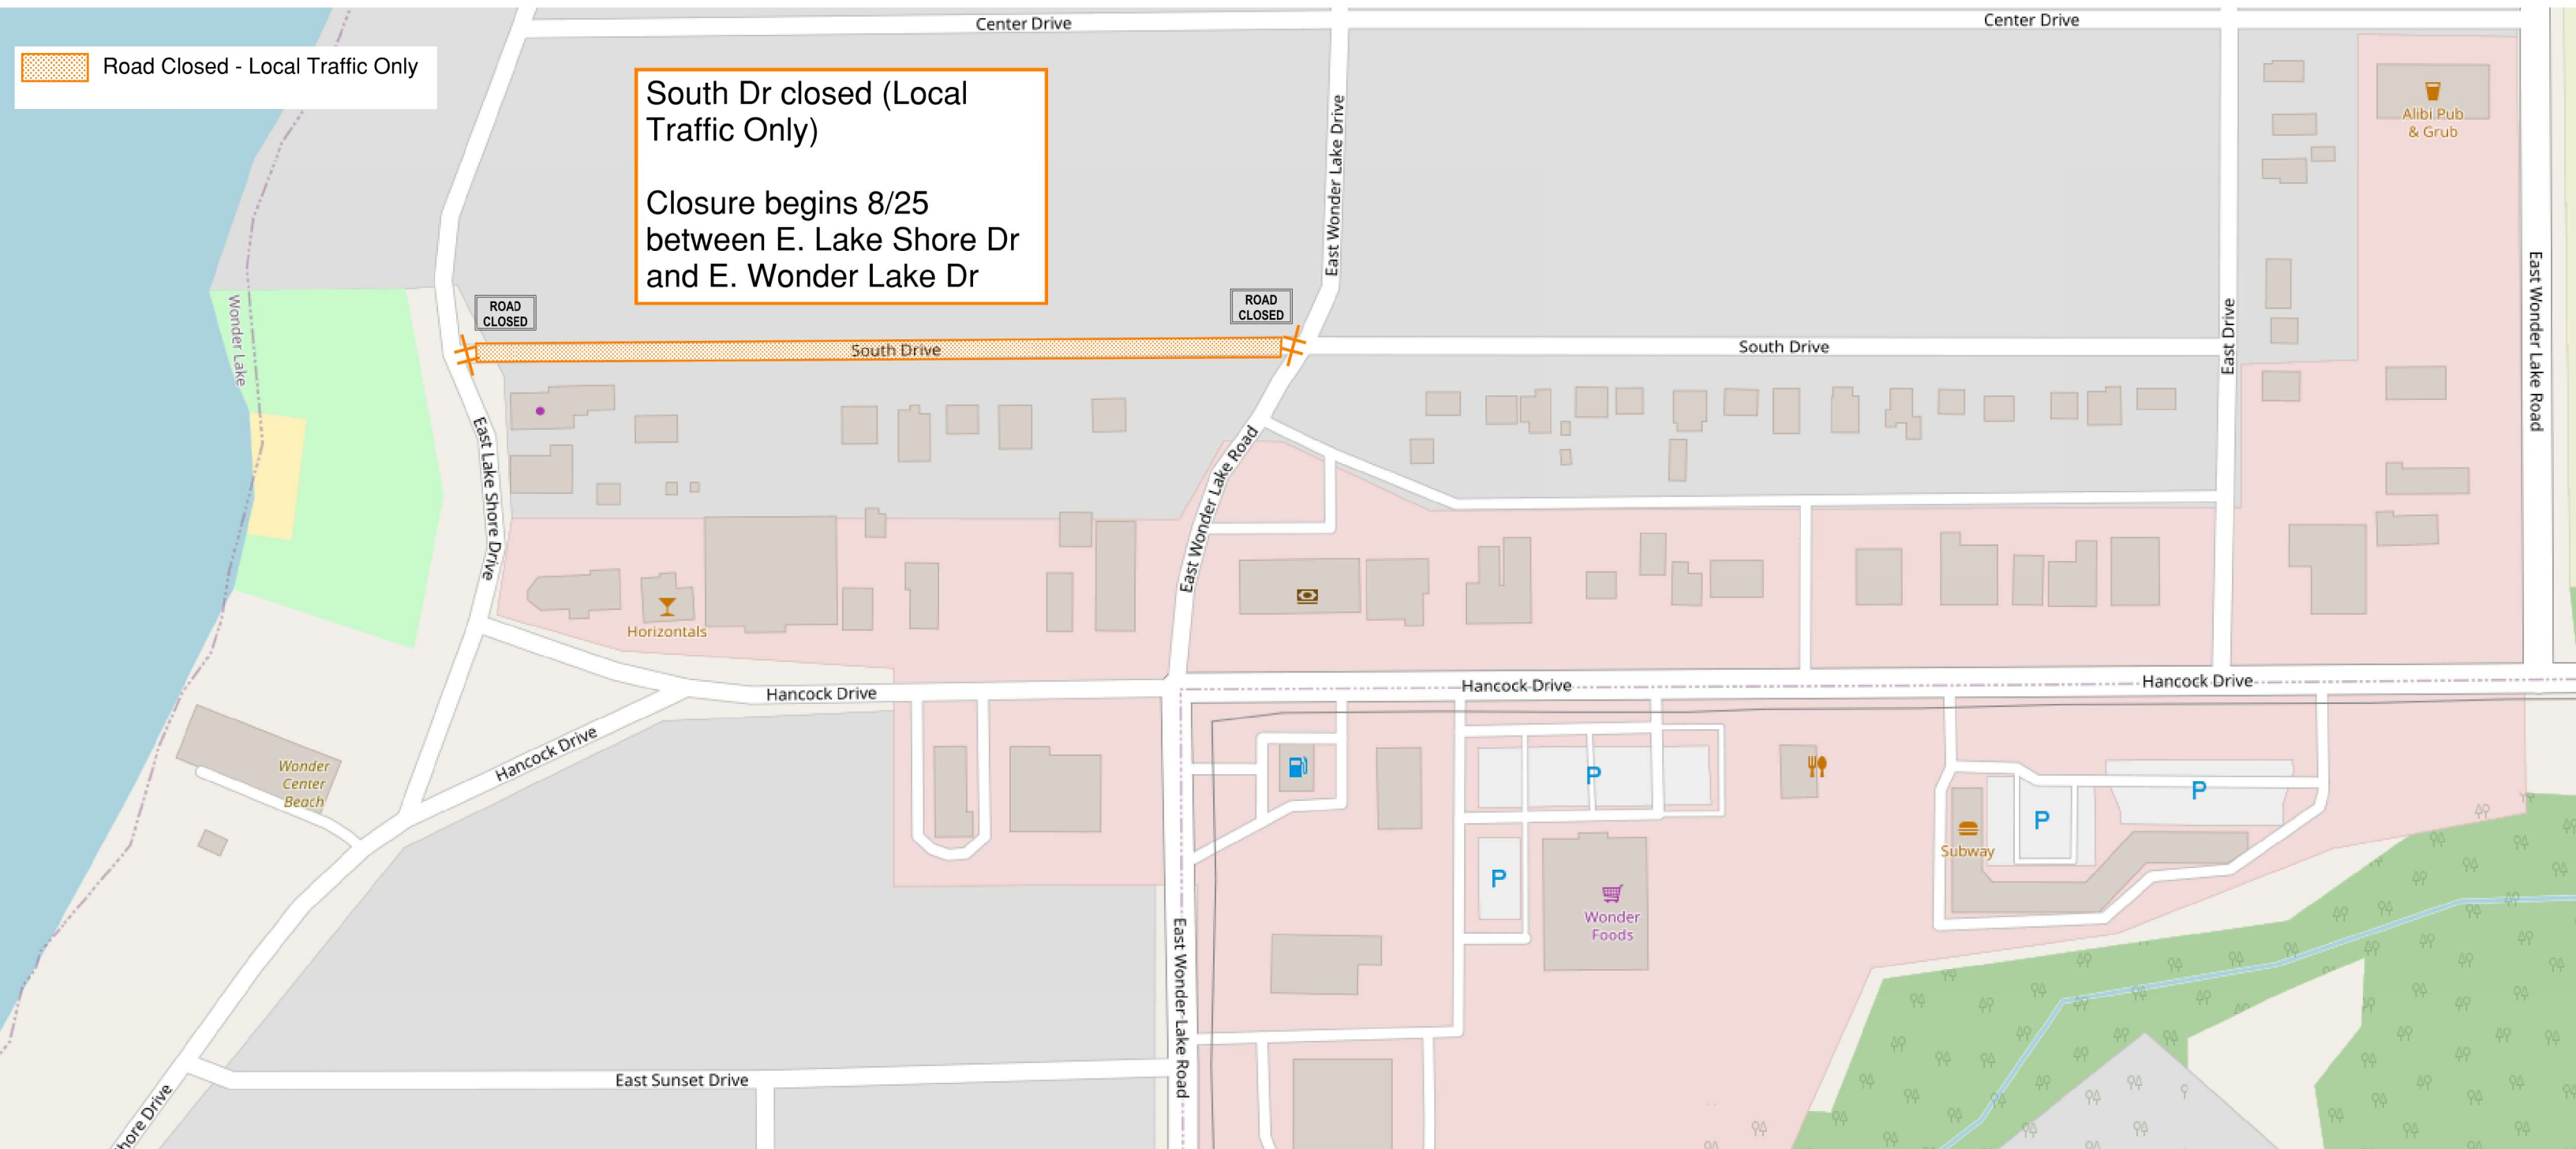 Center Drive
Center Drive
Road Closed - Local Traffic Only
South Dr closed (Local
Traffic Only)
Closure begins 8/25
between E. Lake Shore Dr
and E. Wonder Lake Dr
Alibi Pub
& Grub
East Wonder Lake Drive
ROAD
CLOSED
ROAD
CLOSED
Wonder Lake
South Drive
South Drive
East Drive
East Wonder Lake Road
East Lake Shore Drive
East Wonder Lake Road
Horizontals
Hancock Drive
Hancock Drive
Hancock Drive
Hancock Drive
Wonder
Center
Beach
P
P
P
P
Subway
Wonder
Foods
East Wonder Lake Road
East Sunset Drive
hore Drive